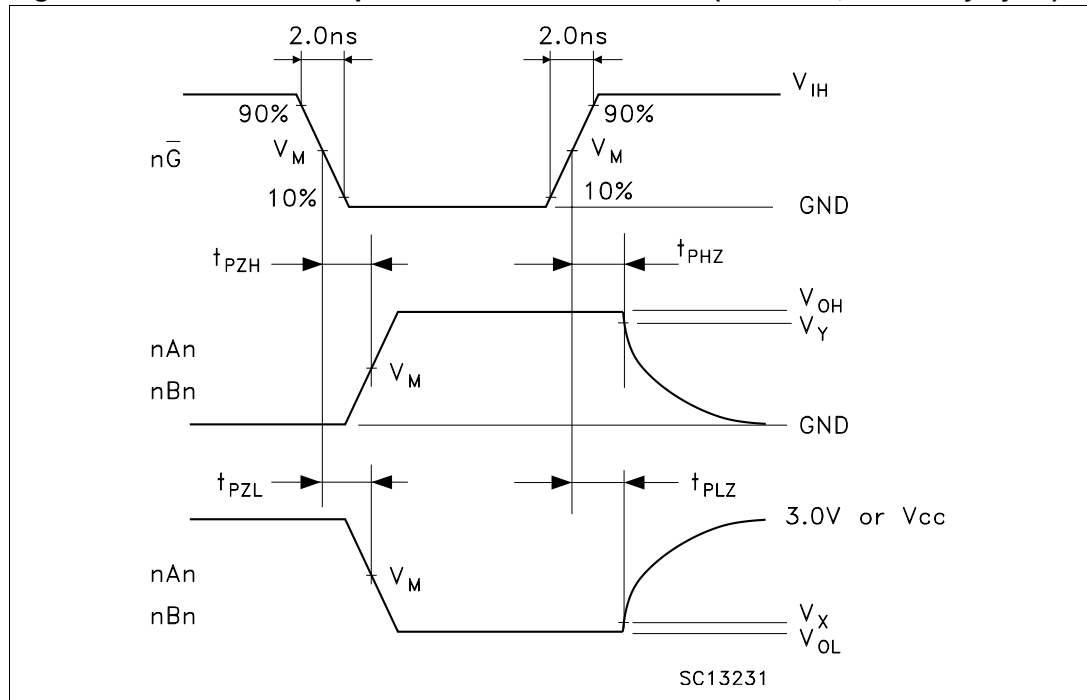 2.0ns 2.0ns
V_IH
90% 90%
nG̅ V_M V_M
10% 10%
GND
t_PZH t_PHZ
V_OH
V_Y
nAn
V_M
nBn
GND
t_PZL t_PLZ
3.0V or Vcc
nAn V_M
nBn
V_X
V_OL
SC13231